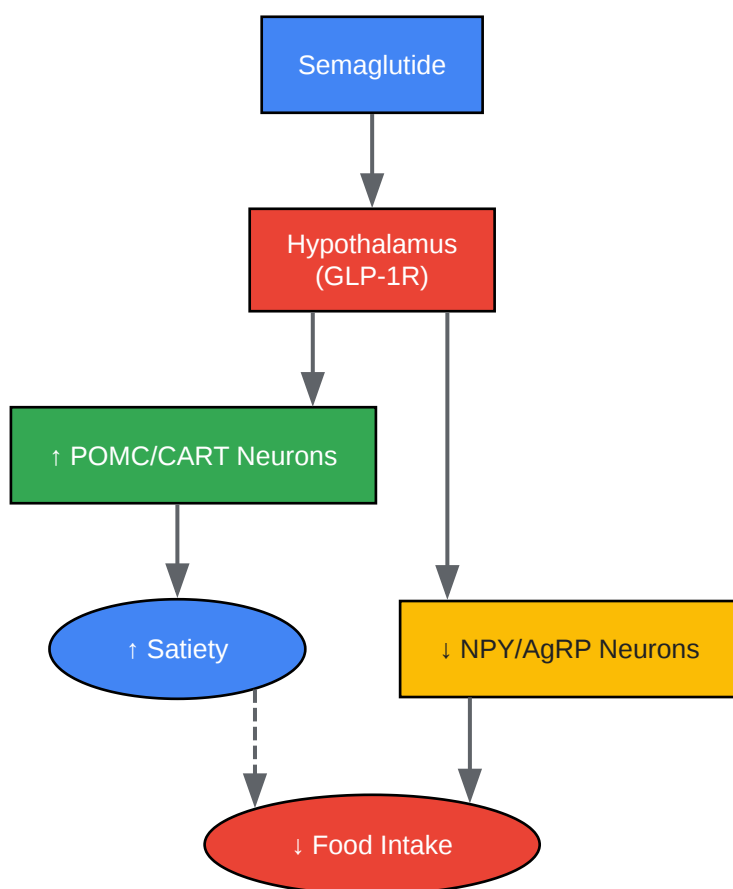 Semaglutide
Hypothalamus
(GLP-1R)
↑ POMC/CART Neurons
↑ Satiety
↓ NPY/AgRP Neurons
↓ Food Intake